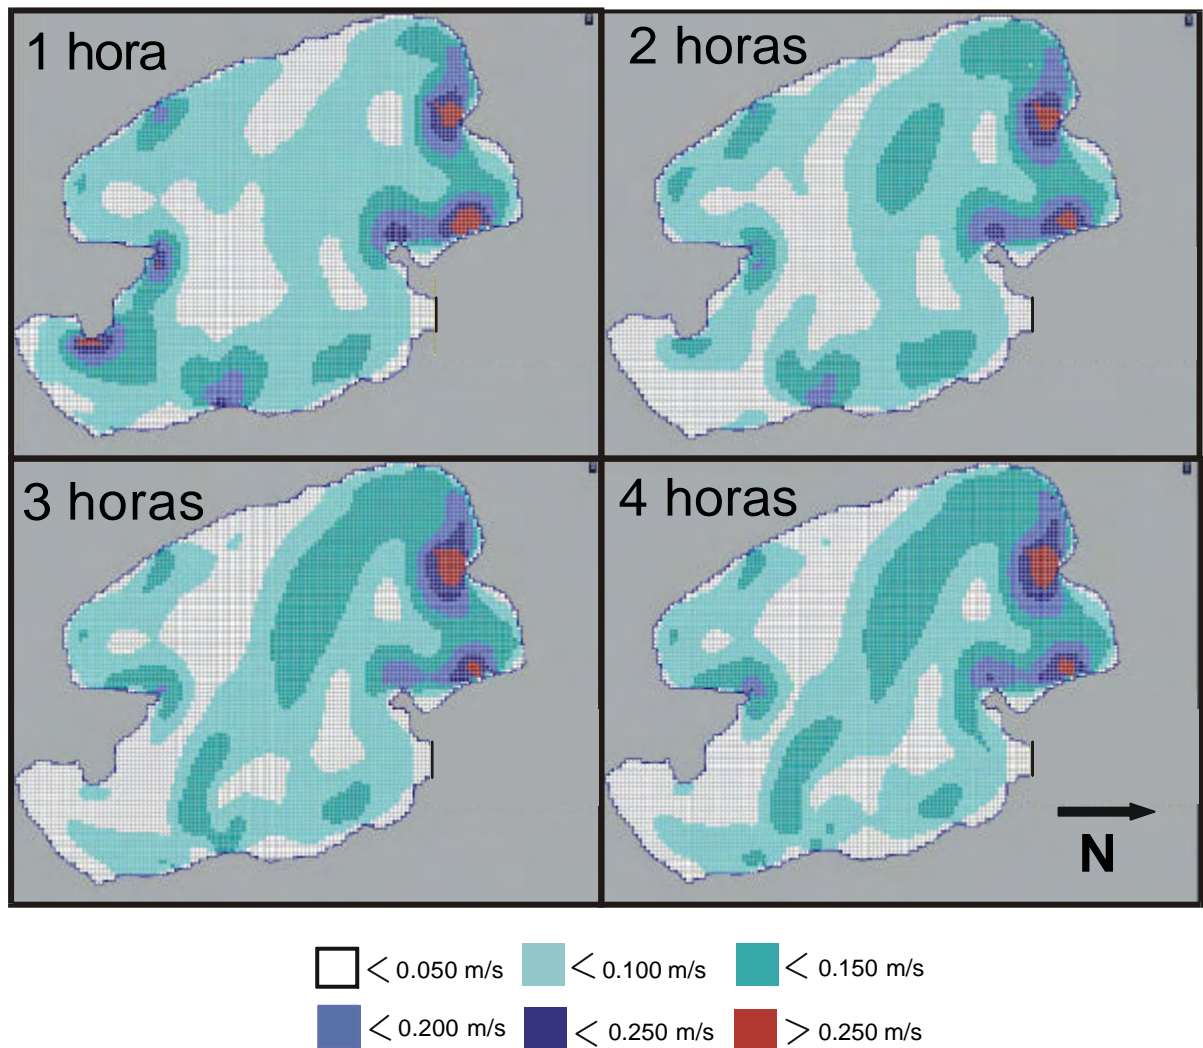 1 hora
2 horas
3 horas
4 horas
N
< 0.050 m/s
< 0.100 m/s
< 0.150 m/s
< 0.200 m/s
< 0.250 m/s
> 0.250 m/s